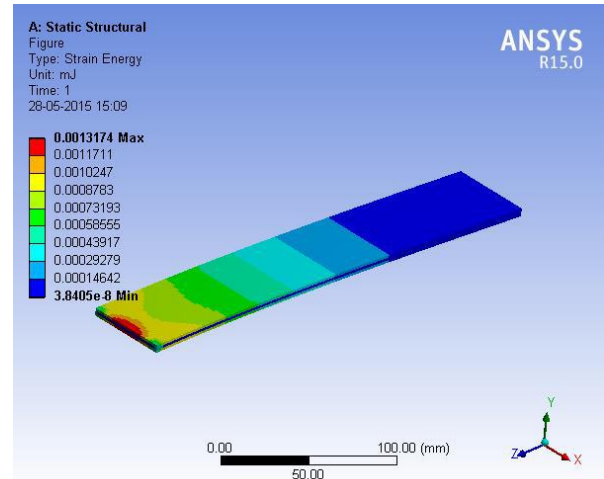 A: Static Structural
Figure
Type: Strain Energy
Unit: mJ
Time: 1
28-05-2015 15:09
ANSYS
R15.0
0.0013174 Max
0.0011711
0.0010247
0.0008783
0.00073193
0.00058555
0.00043917
0.00029279
0.00014642
3.8405e-8 Min
0.00 100.00 (mm)
50.00
Y
Z X